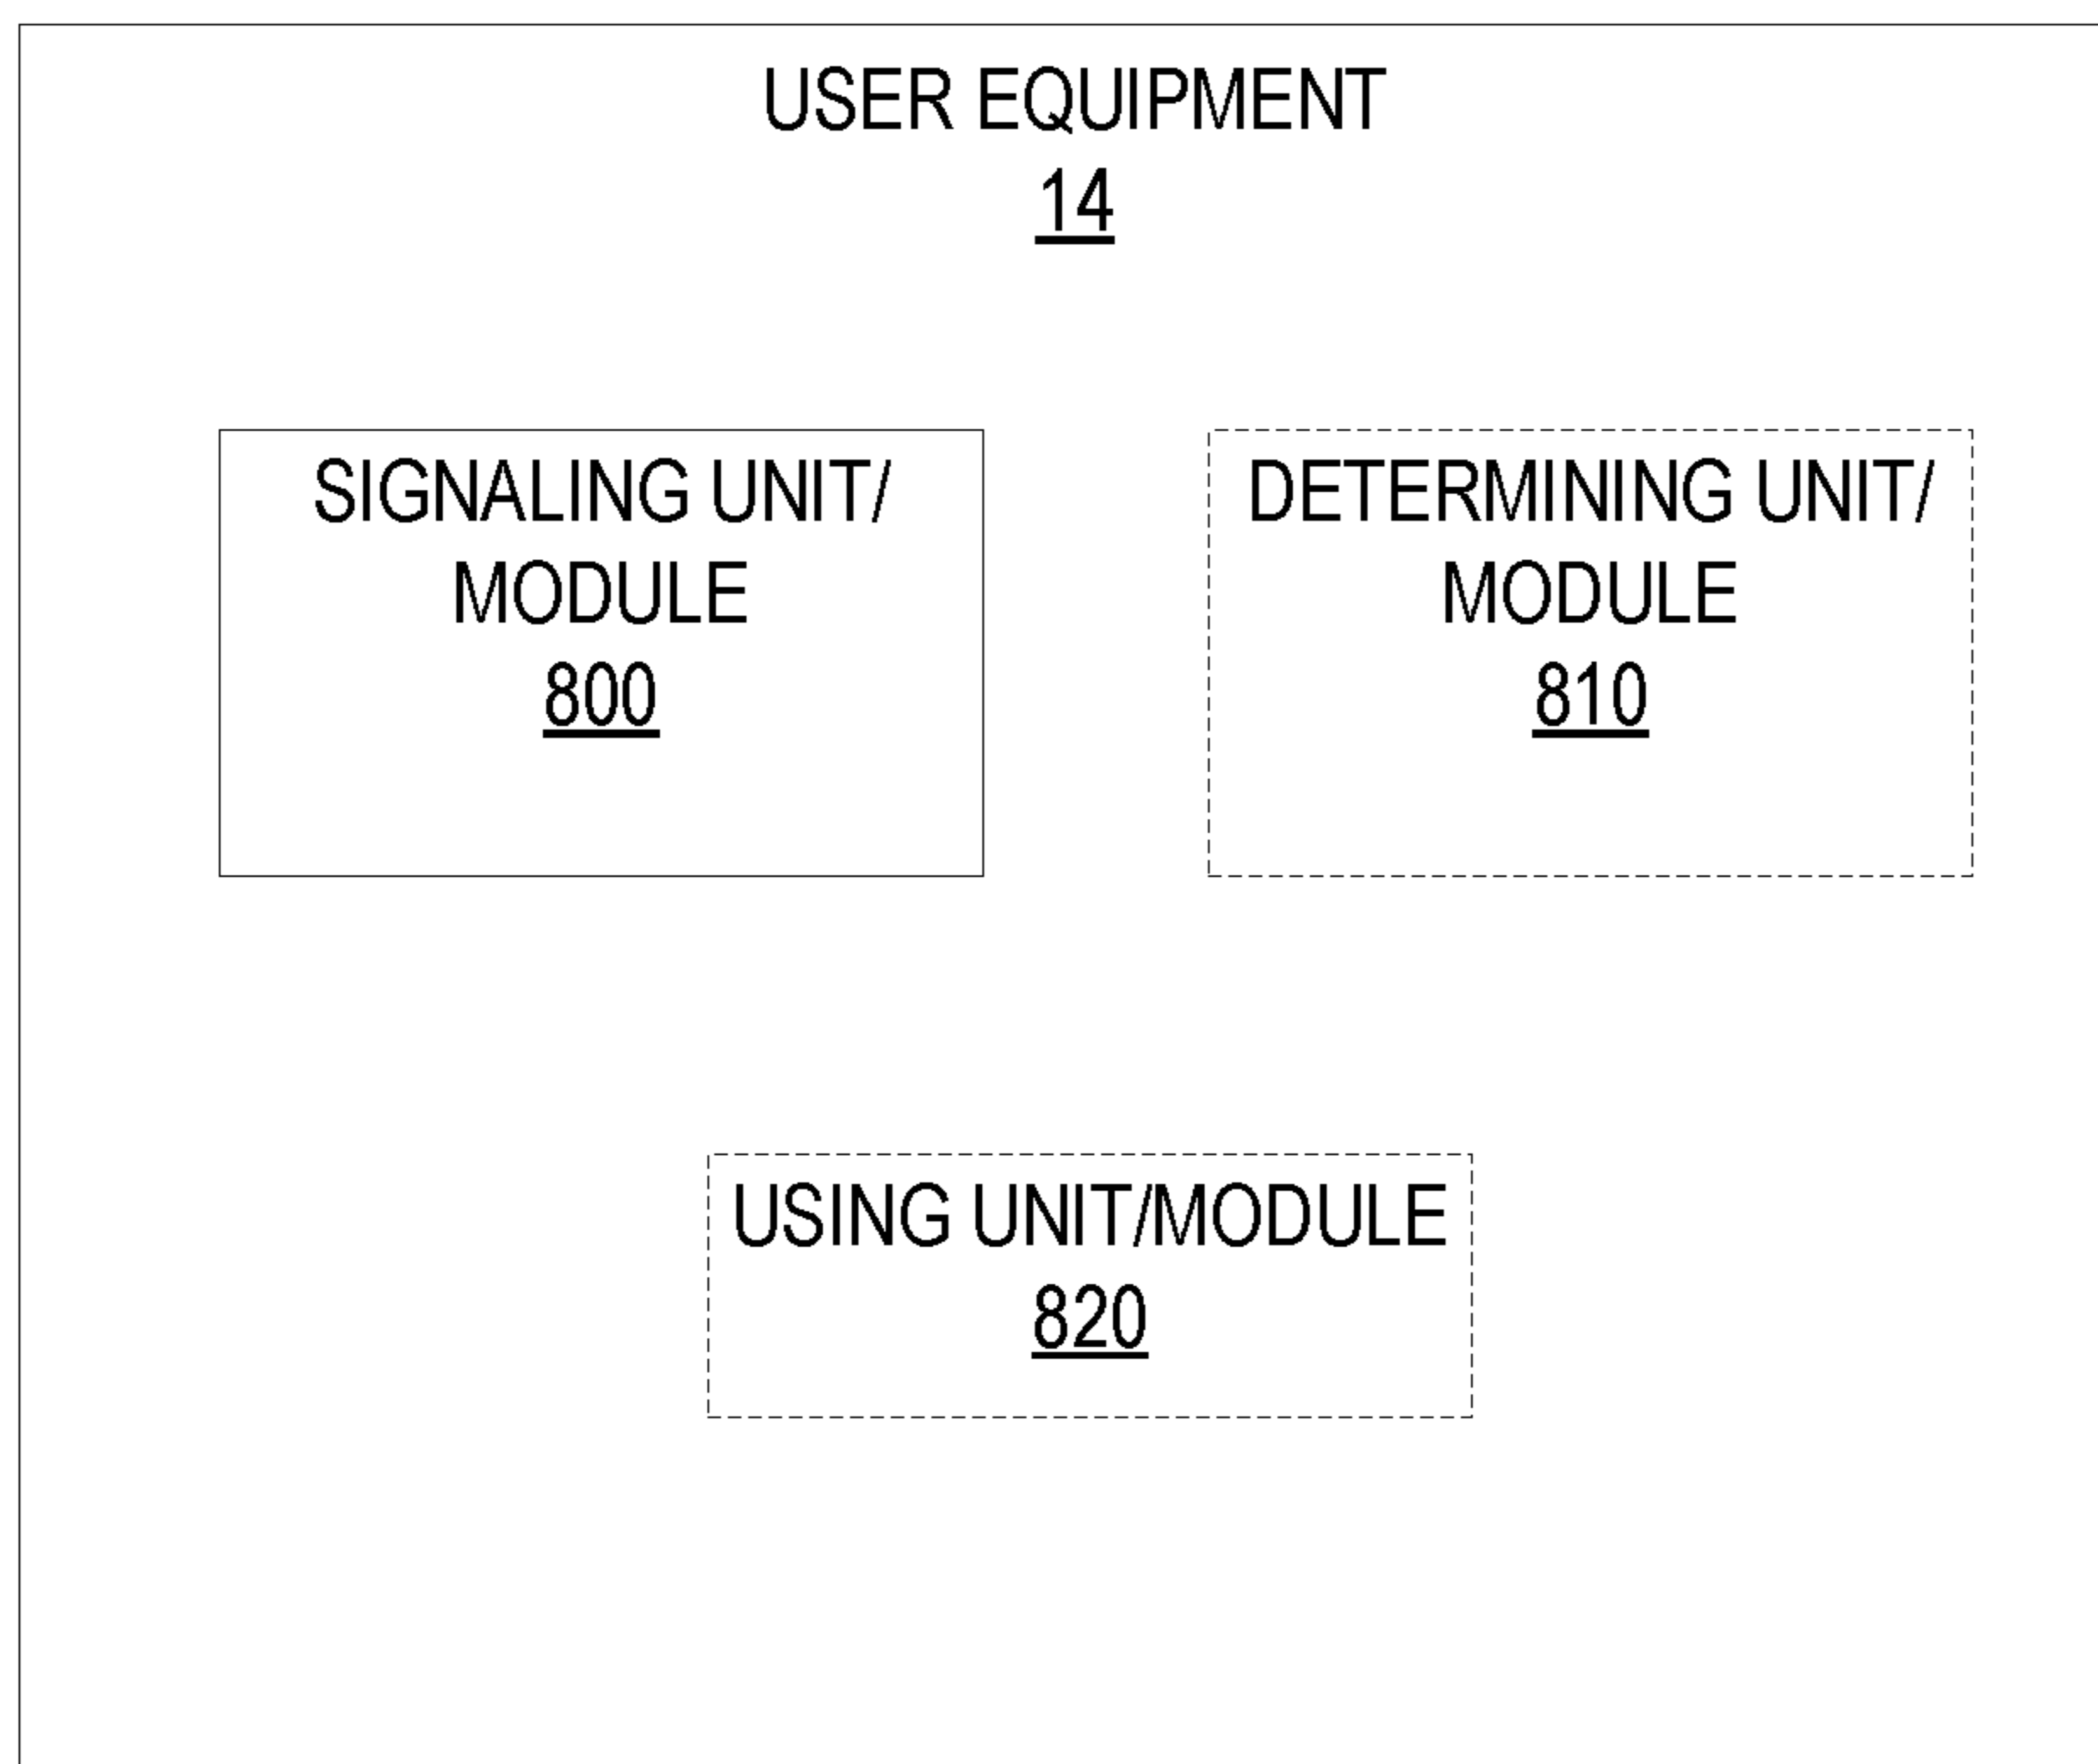 USER EQUIPMENT
14
SIGNALING UNIT/
MODULE
800
DETERMINING UNIT/
MODULE
810
USING UNIT/MODULE
820